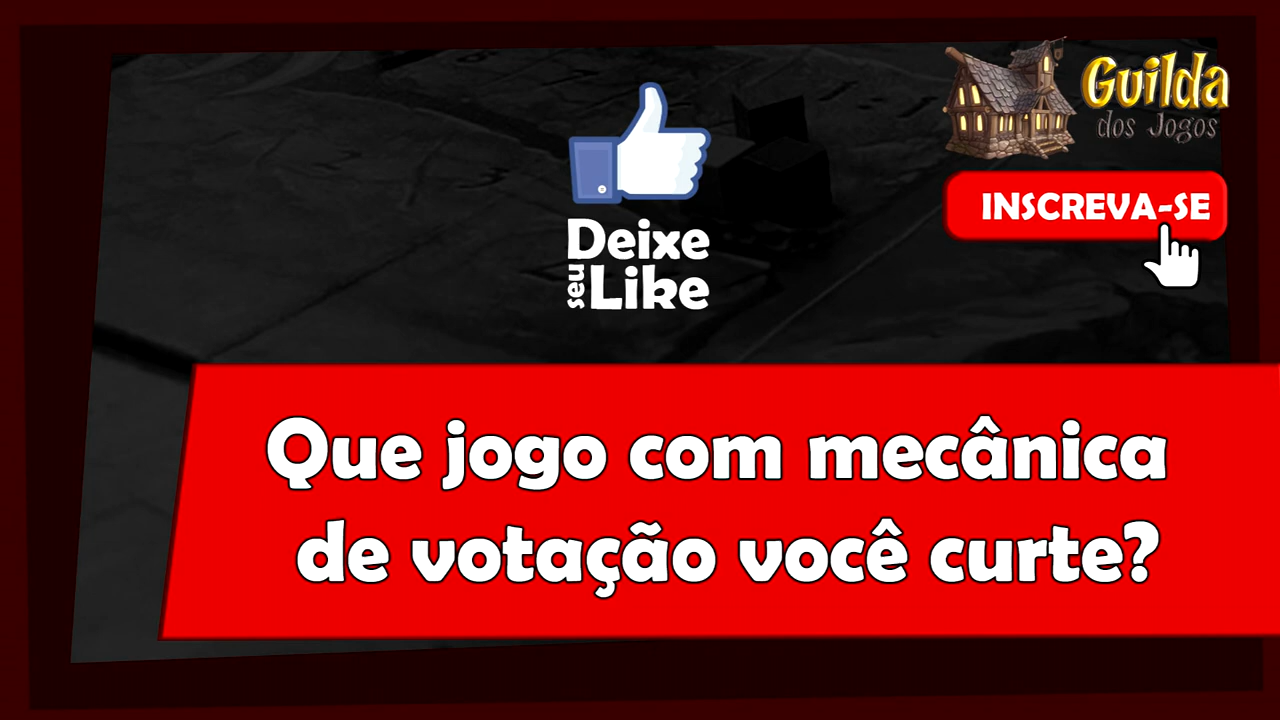 Guilda
dos Jogos
INSCREVA-SE
Deixe
seu Like
Que jogo com mecânica
de votação você curte?